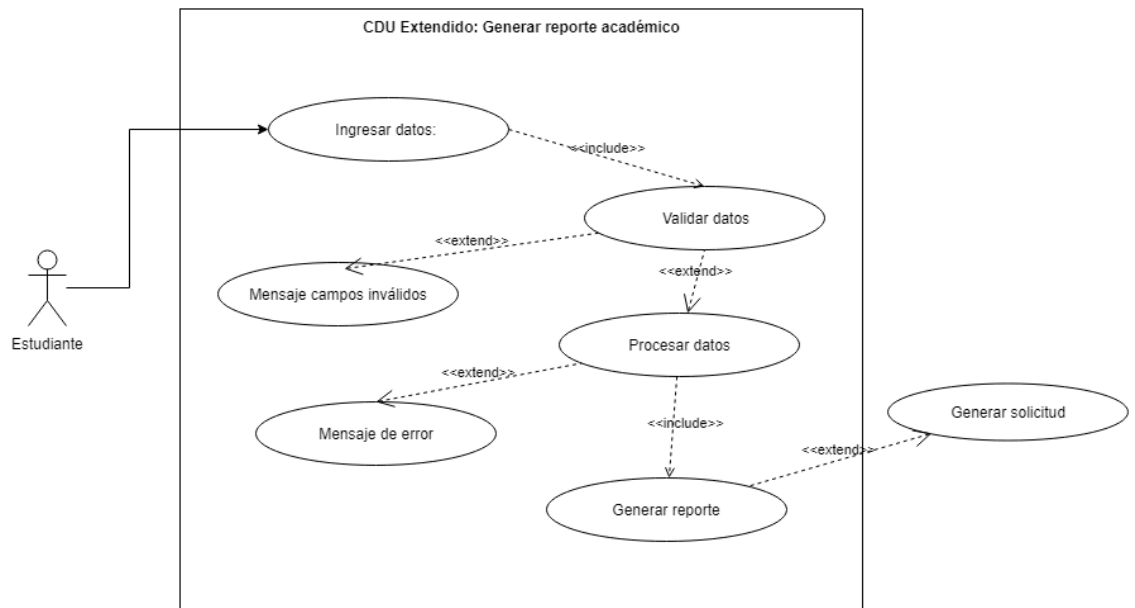 CDU Extendido: Generar reporte académico
Ingresar datos:
<<include>>
Validar datos
<<extend>>
<<extend>>
Mensaje campos inválidos
Estudiante
Procesar datos
<<extend>>
Generar solicitud
<<include>>
Mensaje de error
<<extend>>
Generar reporte